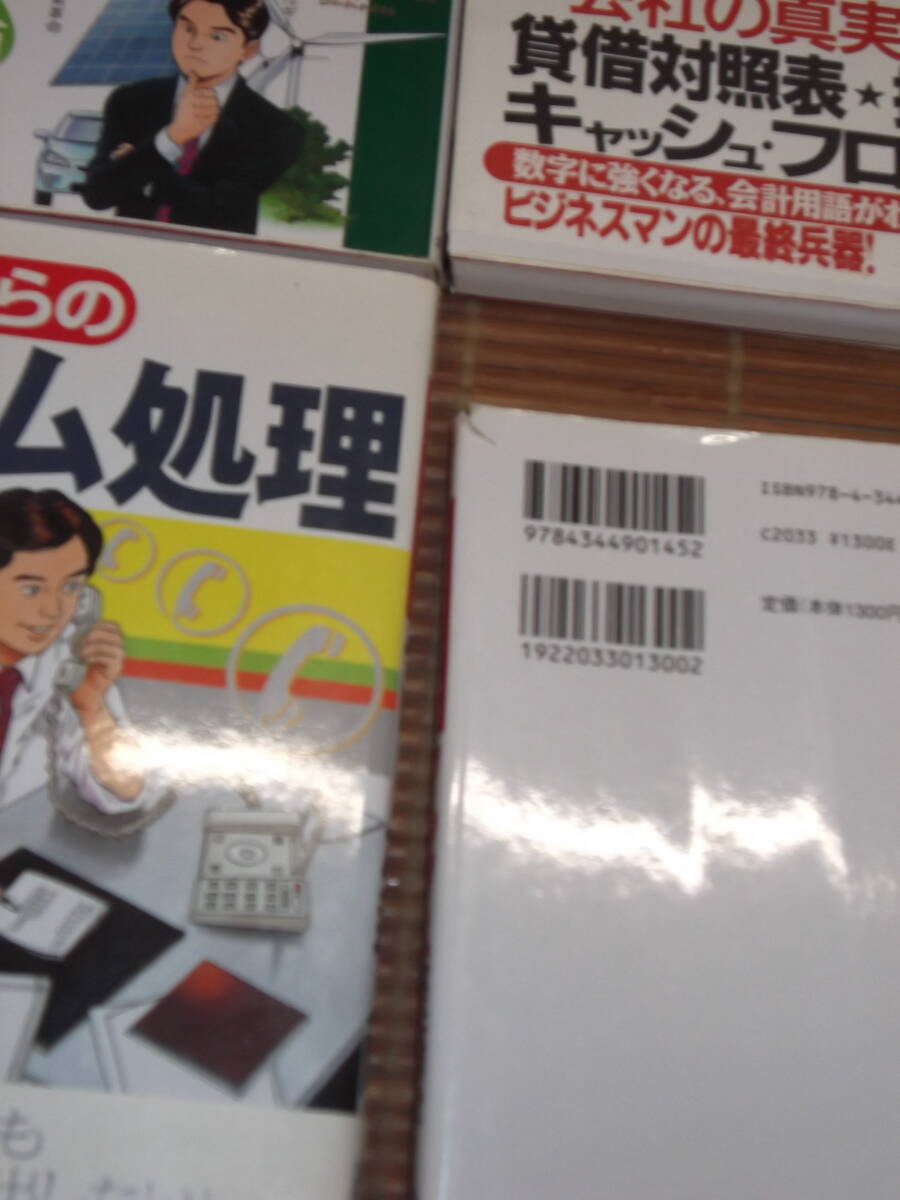 会社の真実
貸借対照表★
キャッシュ・フロ
数字に強くなる、会計用語がわ
ビジネスマンの最終兵器!
らの
ム処理
ISBN978-4-344
9784344901452
C2033 ¥1300E
定価(本体1300円
1922033013002
も